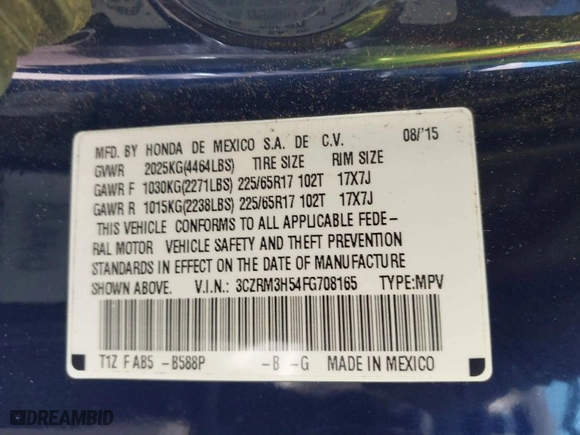 MFD. BY HONDA DE MEXICO S.A. DE C.V. 08/'15
GVWR 2025KG(4464LBS) TIRE SIZE RIM SIZE
GAWR F 1030KG(2271LBS) 225/65R17 102T 17X7J
GAWR R 1015KG(2238LBS) 225/65R17 102T 17X7J
THIS VEHICLE CONFORMS TO ALL APPLICABLE FEDE-
RAL MOTOR VEHICLE SAFETY AND THEFT PREVENTION
STANDARDS IN EFFECT ON THE DATE OF MANUFACTURE
SHOWN ABOVE. V.I.N.: 3CZRM3H54FG708165 TYPE:MPV
T1Z F AB5 -B588P -B -G MADE IN MEXICO
DREAMBID